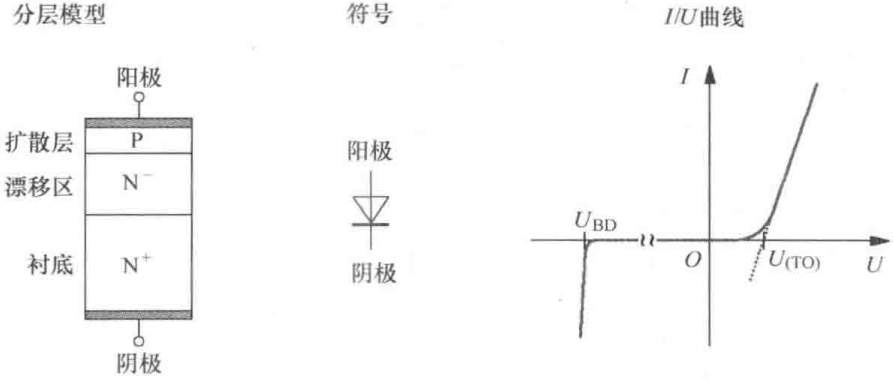 分层模型
符号
I/U曲线
阳极
扩散层
P
漂移区
N⁻
衬底
N⁺
阴极
阳极
阴极
I
U_BD
O
U_(TO)
U